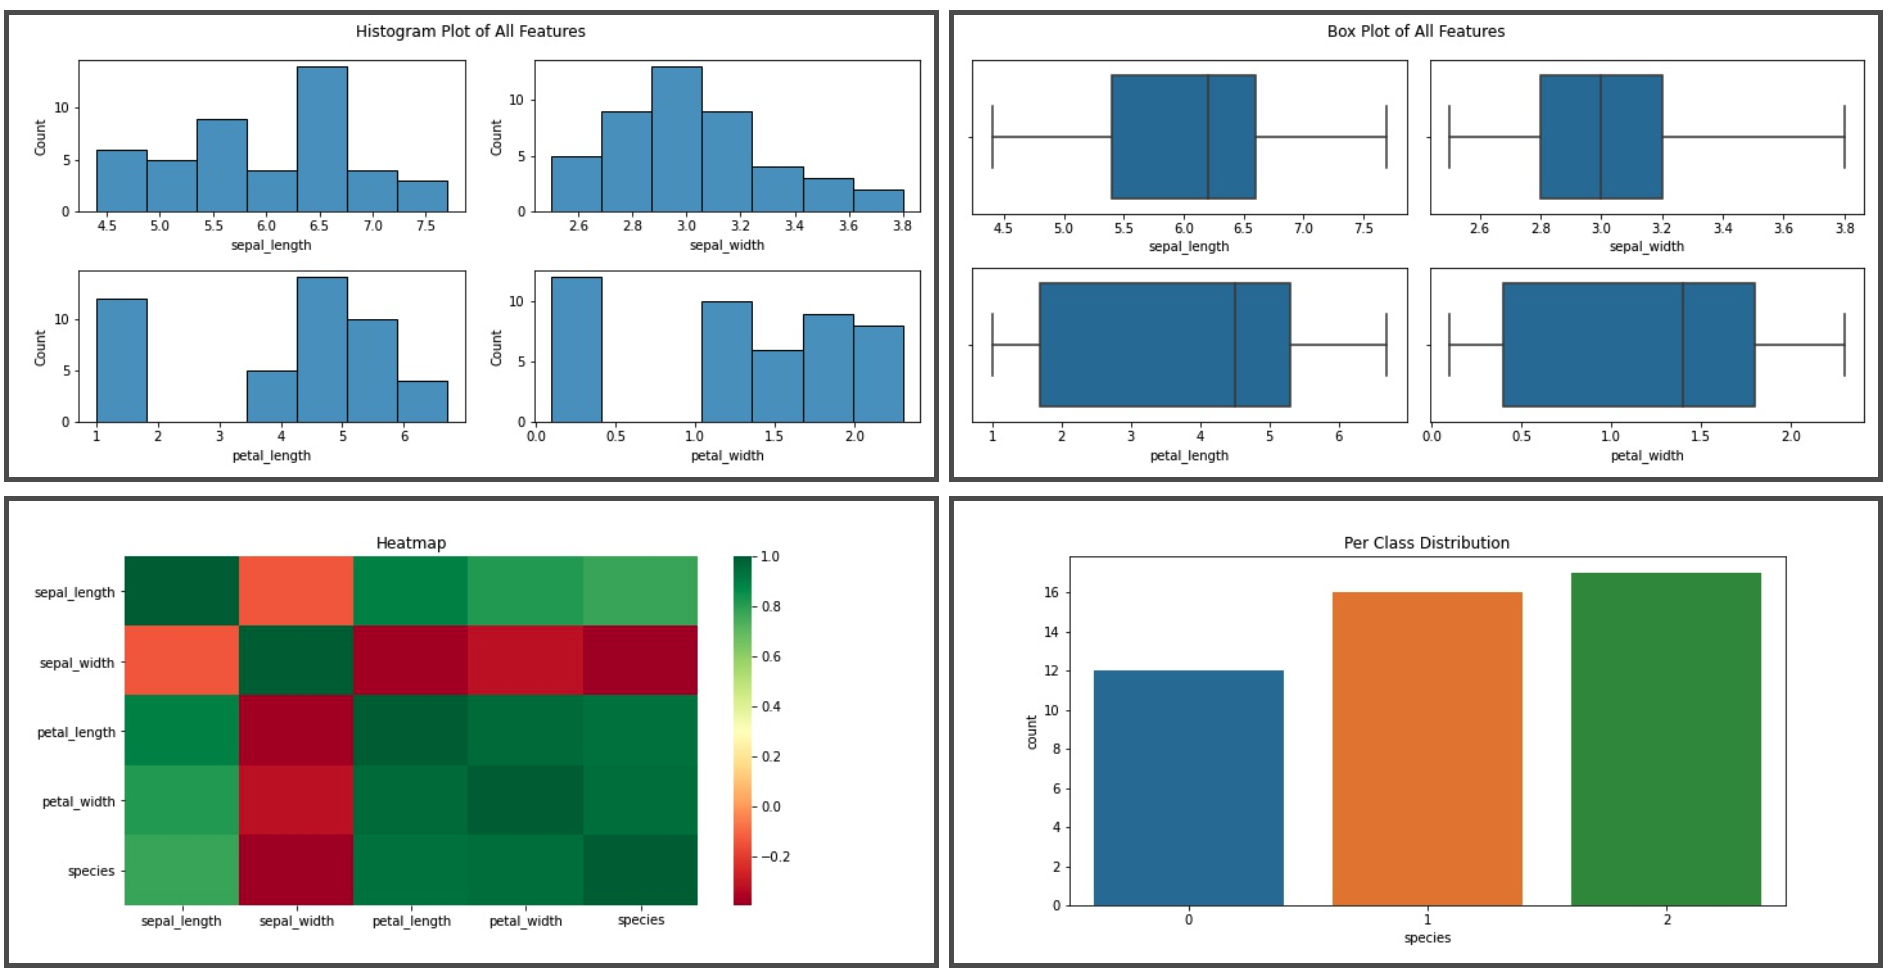 Histogram Plot of All Features
Count
10
5
0
4.5 5.0 5.5 6.0 6.5 7.0 7.5
sepal_length
Count
10
5
0
2.6 2.8 3.0 3.2 3.4 3.6 3.8
sepal_width
Count
10
5
0
1 2 3 4 5 6
petal_length
Count
10
5
0
0.0 0.5 1.0 1.5 2.0
petal_width
Box Plot of All Features
4.5 5.0 5.5 6.0 6.5 7.0 7.5
sepal_length
2.6 2.8 3.0 3.2 3.4 3.6 3.8
sepal_width
1 2 3 4 5 6
petal_length
0.0 0.5 1.0 1.5 2.0
petal_width
Heatmap
sepal_length
sepal_width
petal_length
petal_width
species
sepal_length sepal_width petal_length petal_width species
1.0
0.8
0.6
0.4
0.2
0.0
−0.2
Per Class Distribution
count
16
14
12
10
8
6
4
2
0
0 1 2
species